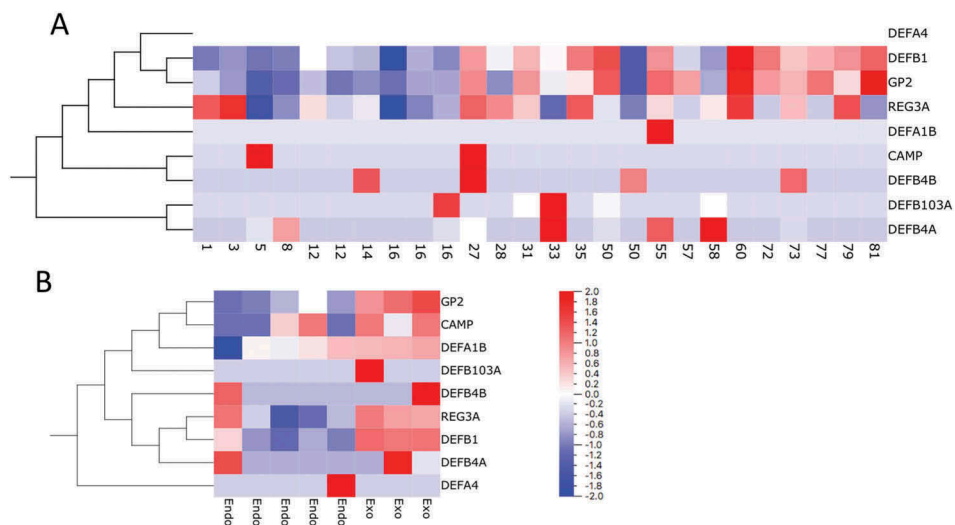 A
DEFA4
DEFB1
GP2
REG3A
DEFA1B
CAMP
DEFB4B
DEFB103A
DEFB4A
1 3 5 8 12 12 14 16 16 16 27 28 31 33 35 50 50 55 57 58 60 72 73 77 79 81
B
GP2
CAMP
DEFA1B
DEFB103A
DEFB4B
REG3A
DEFB1
DEFB4A
DEFA4
Endo Endo Endo Endo Endo Exo Exo Exo
2.0
1.8
1.6
1.4
1.2
1.0
0.8
0.6
0.4
0.2
0.0
-0.2
-0.4
-0.6
-0.8
-1.0
-1.2
-1.4
-1.6
-1.8
-2.0